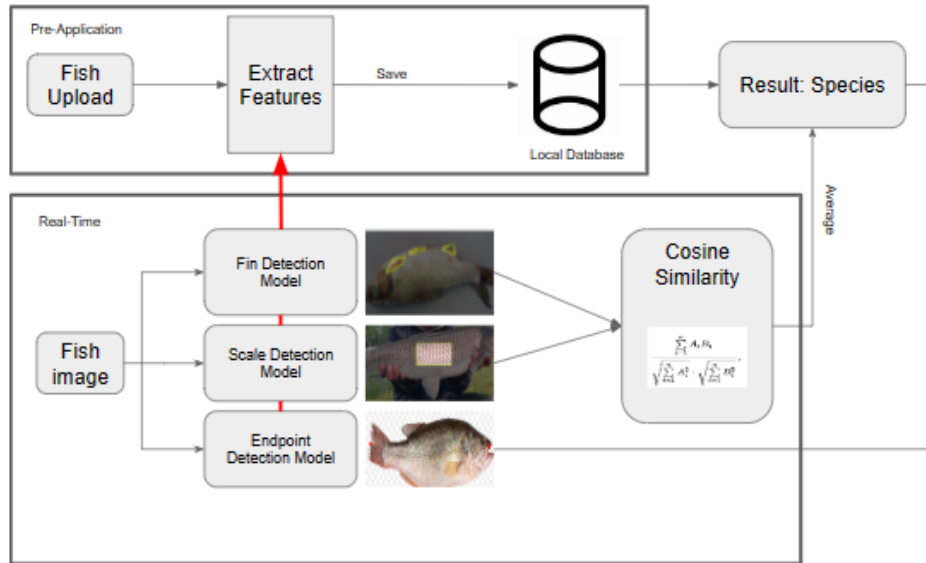 Pre-Application
Fish
Upload
Extract
Features
Save
Local Database
Result: Species
Average
Real-Time
Fin Detection
Model
Scale Detection
Model
Endpoint
Detection Model
Fish
image
Cosine
Similarity